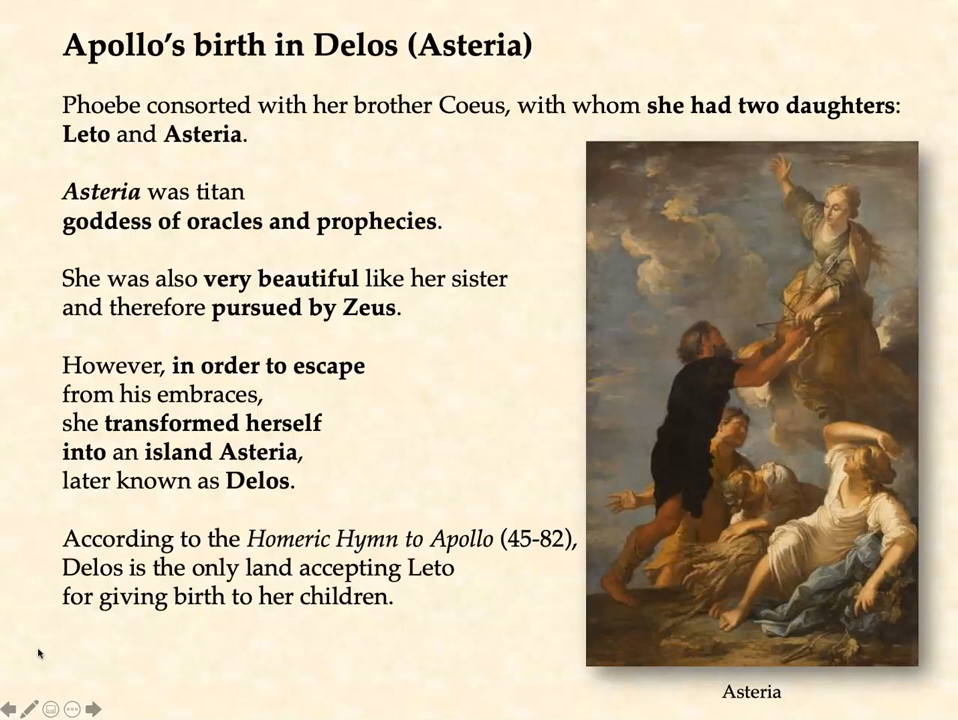 Apollo’s birth in Delos (Asteria)
Phoebe consorted with her brother Coeus, with whom she had two daughters:
Leto and Asteria.
Asteria was titan
goddess of oracles and prophecies.
She was also very beautiful like her sister
and therefore pursued by Zeus.
However, in order to escape
from his embraces,
she transformed herself
into an island Asteria,
later known as Delos.
According to the Homeric Hymn to Apollo (45-82),
Delos is the only land accepting Leto
for giving birth to her children.
Asteria